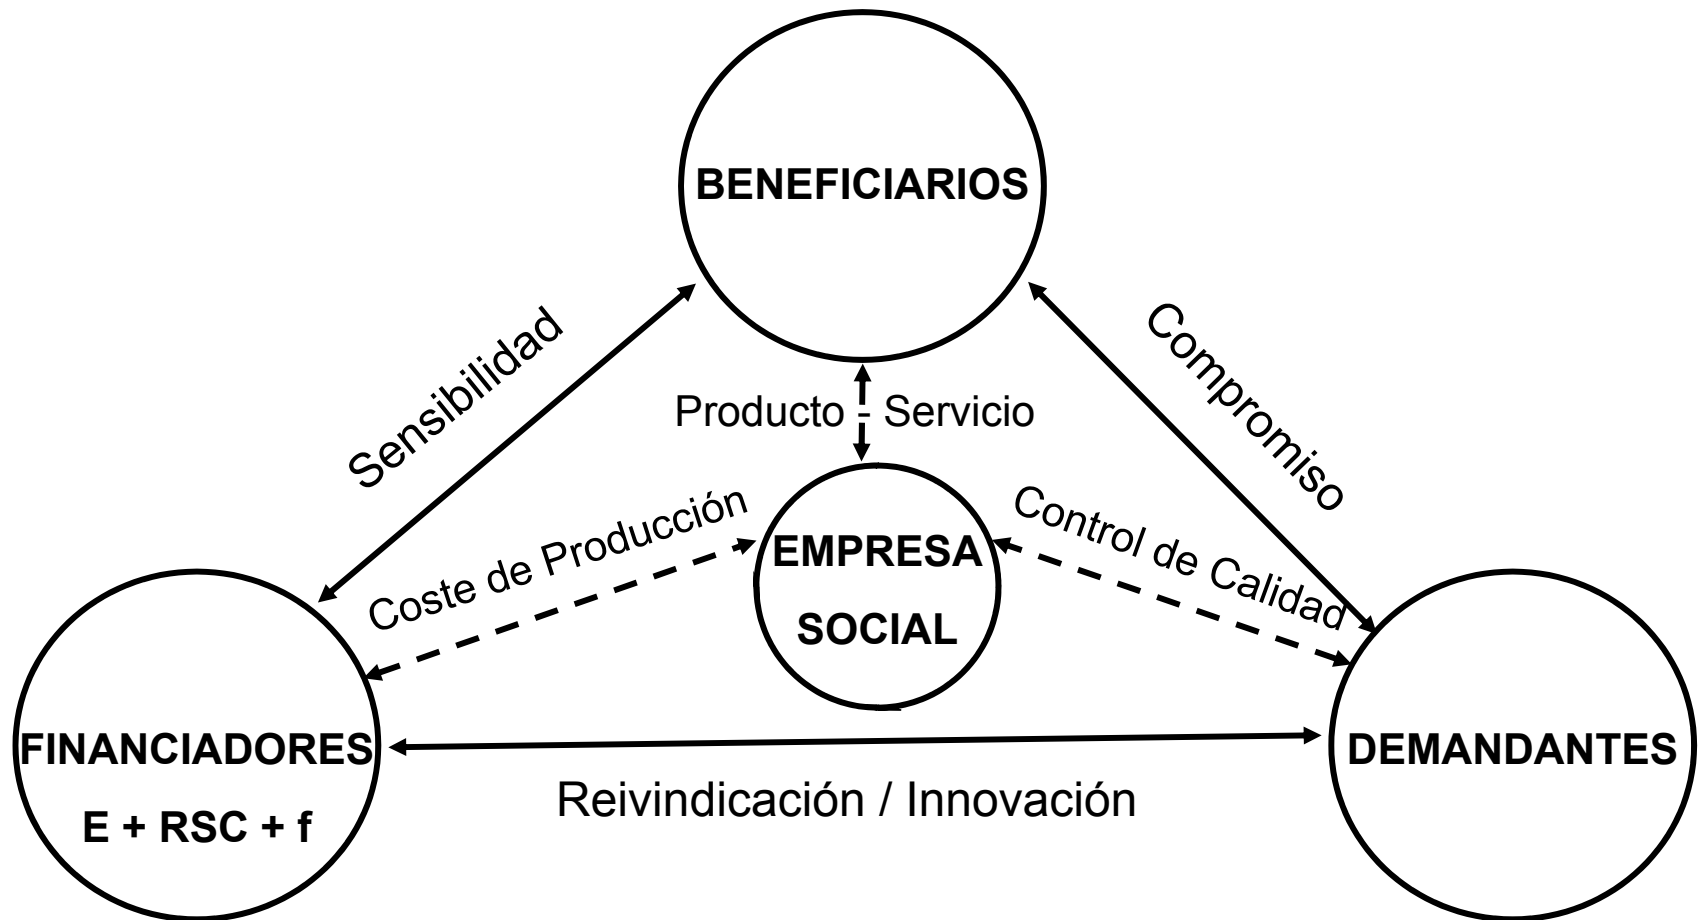 BENEFICIARIOS
Sensibilidad
Compromiso
Producto - Servicio
Coste de Producción
Control de Calidad
EMPRESA
SOCIAL
FINANCIADORES
E + RSC + f
DEMANDANTES
Reivindicación / Innovación